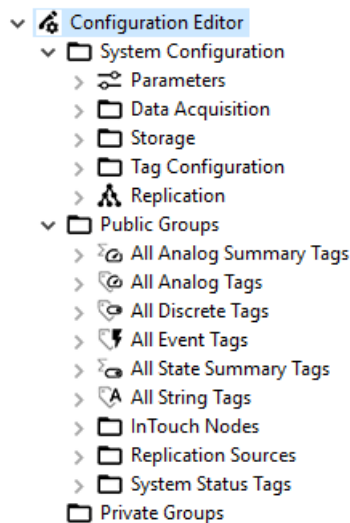 Configuration Editor
System Configuration
Parameters
Data Acquisition
Storage
Tag Configuration
Replication
Public Groups
All Analog Summary Tags
All Analog Tags
All Discrete Tags
All Event Tags
All State Summary Tags
All String Tags
InTouch Nodes
Replication Sources
System Status Tags
Private Groups